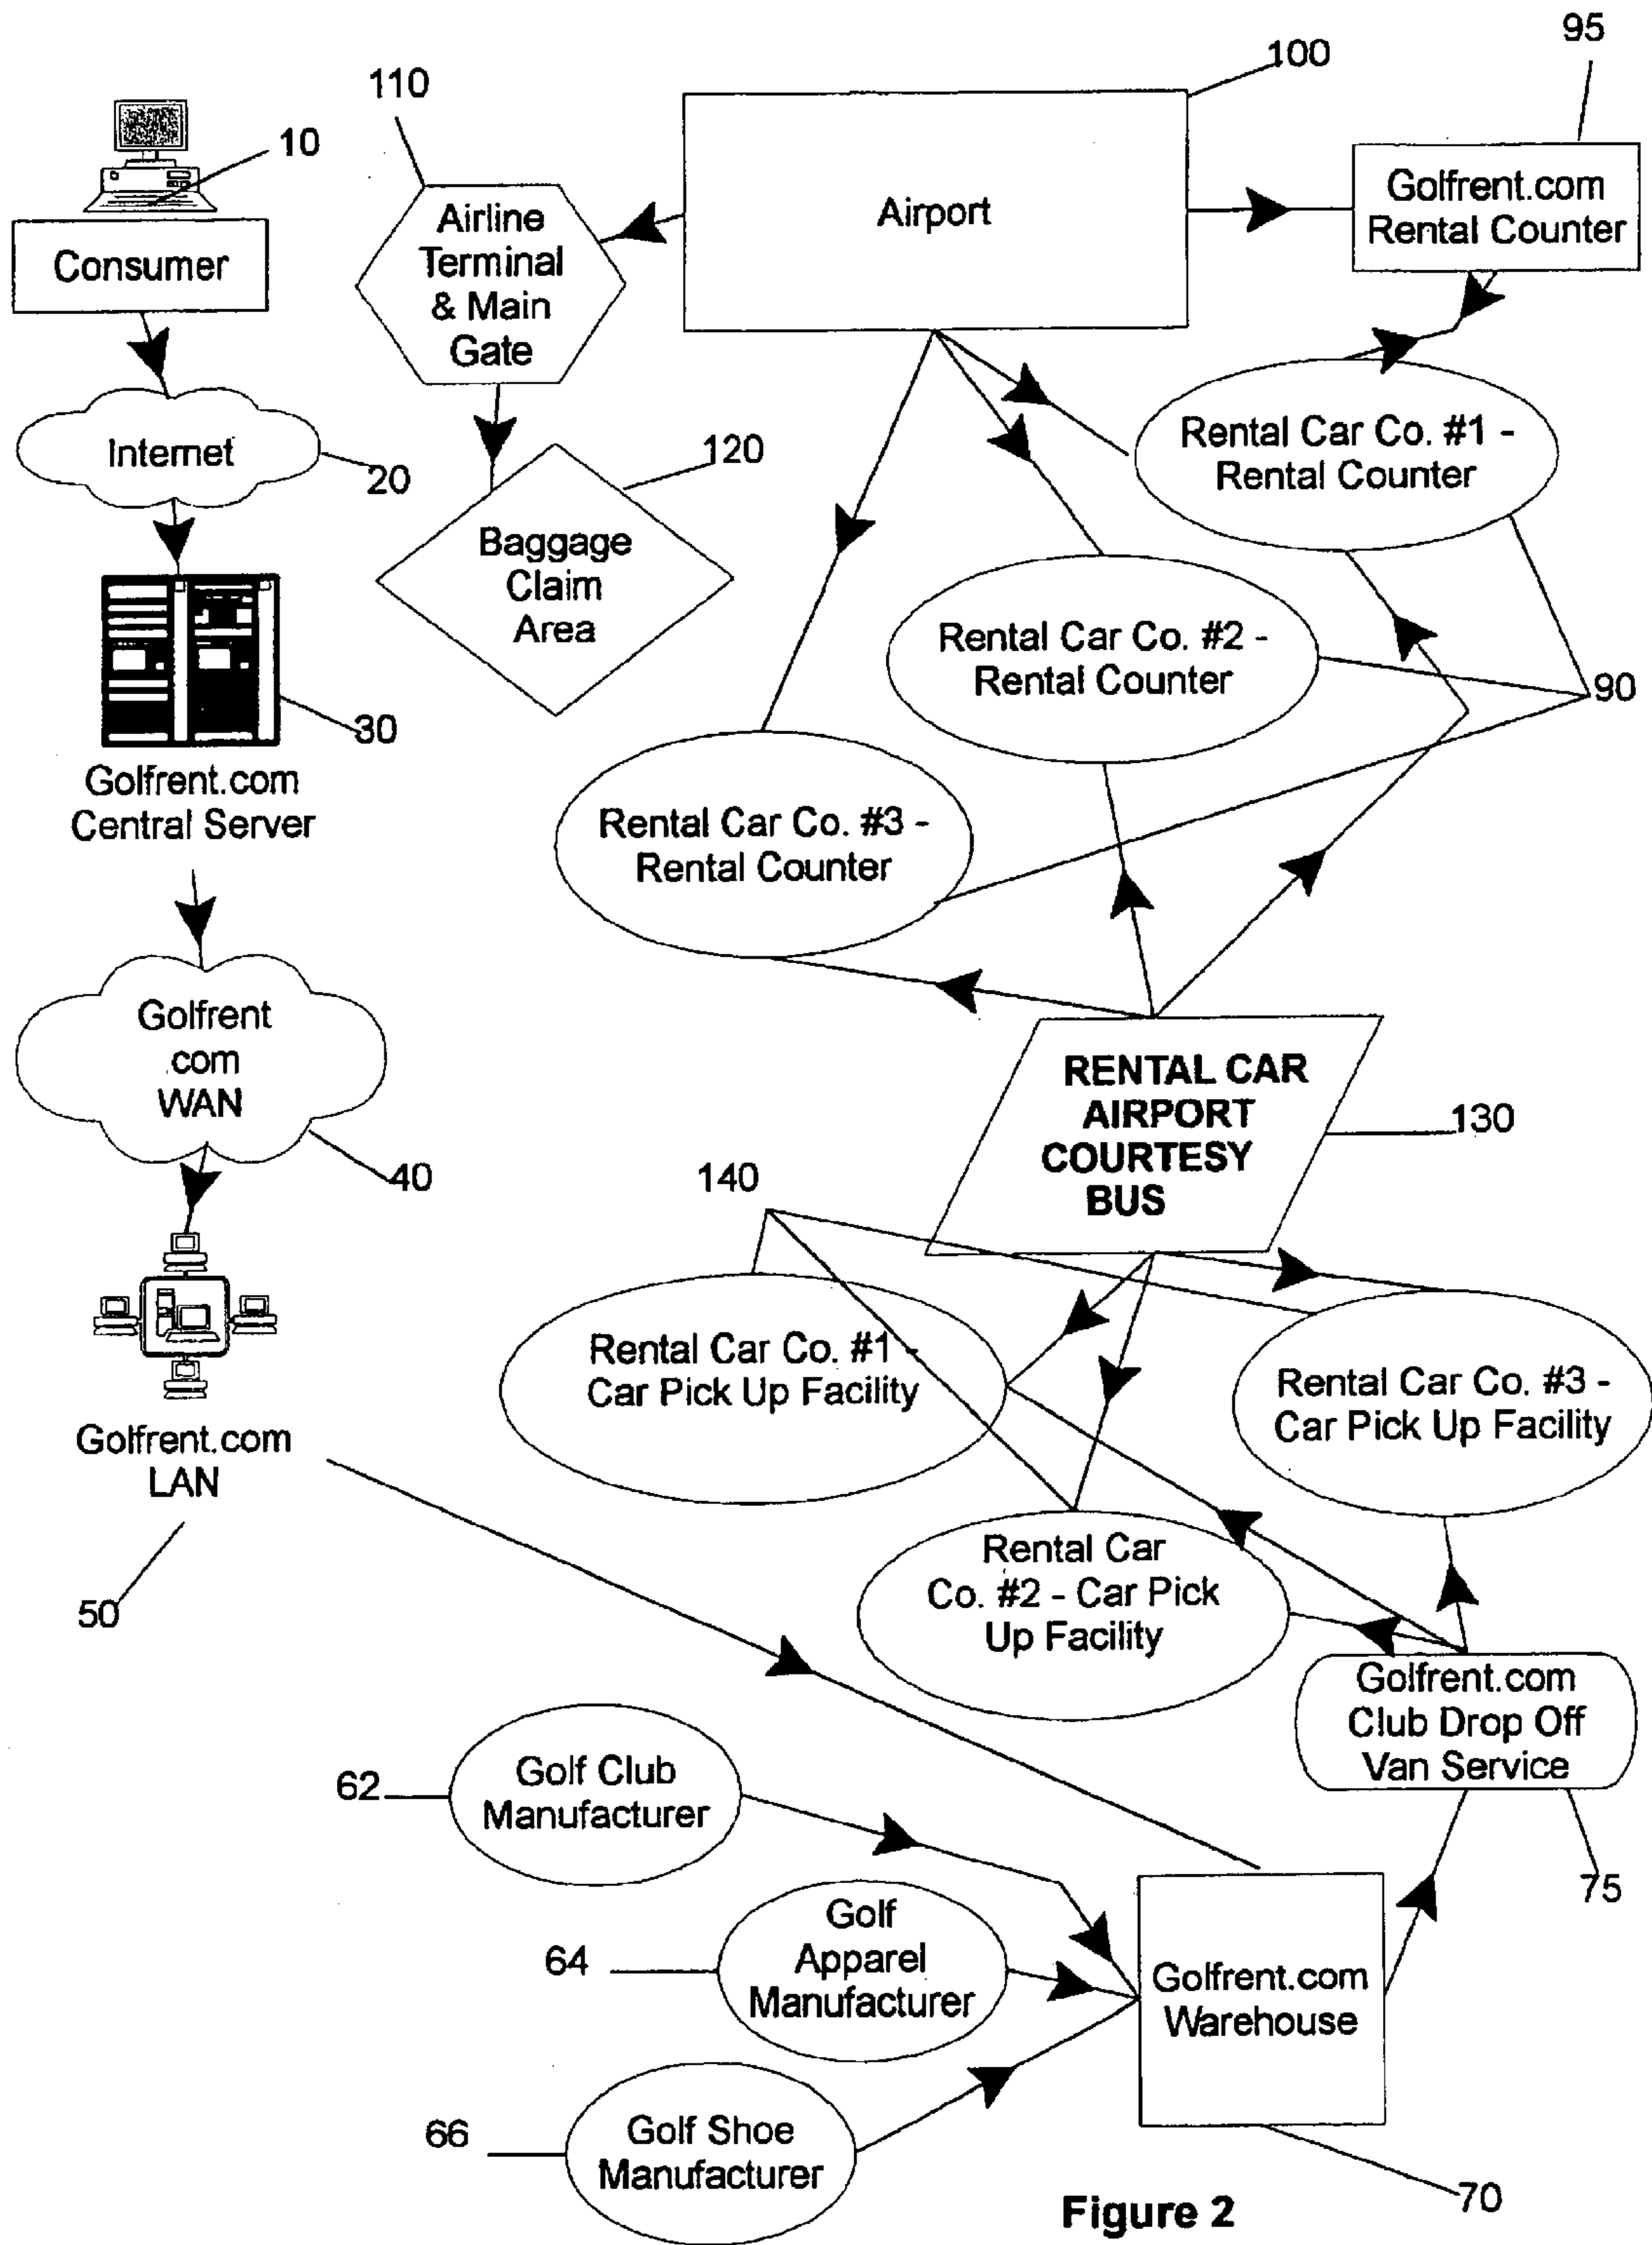 95
100
110
10
Airport
Golfrent.com
Rental Counter
Airline
Terminal
& Main
Gate
Consumer
Internet
20
120
Rental Car Co. #1 -
Rental Counter
Baggage
Claim
Area
Rental Car Co. #2 -
Rental Counter
90
30
Golfrent.com
Central Server
Rental Car Co. #3 -
Rental Counter
Golfrent
com
WAN
RENTAL CAR
AIRPORT
COURTESY
BUS
130
40
140
Rental Car Co. #1 -
Car Pick Up Facility
Rental Car Co. #3 -
Car Pick Up Facility
Golfrent.com
LAN
50
Rental Car
Co. #2 - Car Pick
Up Facility
Golfrent.com
Club Drop Off
Van Service
62
Golf Club
Manufacturer
75
64
Golf
Apparel
Manufacturer
Golfrent.com
Warehouse
66
Golf Shoe
Manufacturer
70
Figure 2